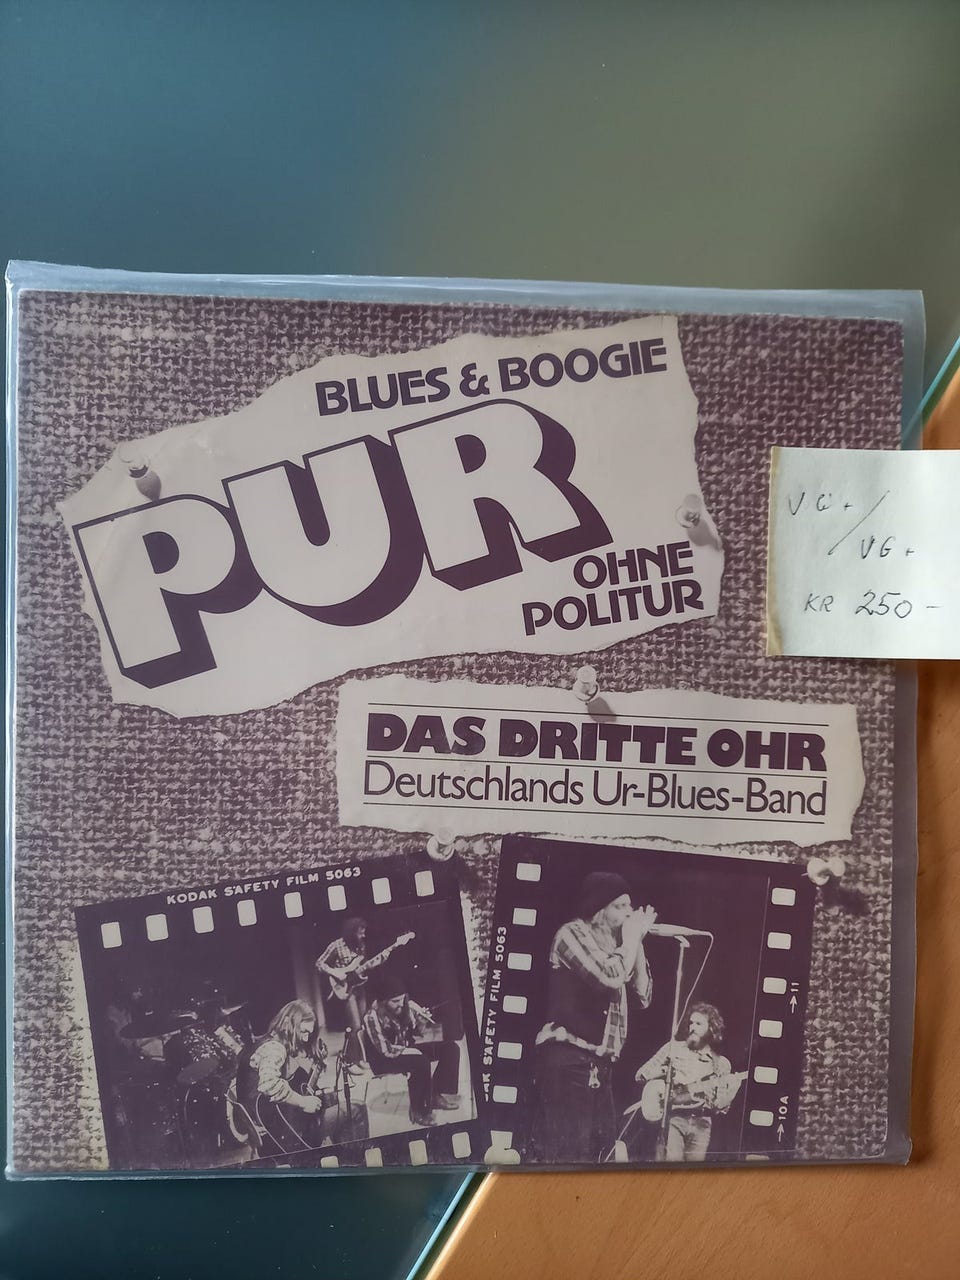 BLUES & BOOGIE
PUR
OHNE
POLITUR
VG+/
VG+
KR 250-
DAS DRITTE OHR
Deutschlands Ur-Blues-Band
KODAK SAFETY FILM 5063
SAFETY FILM 5063
11
10A